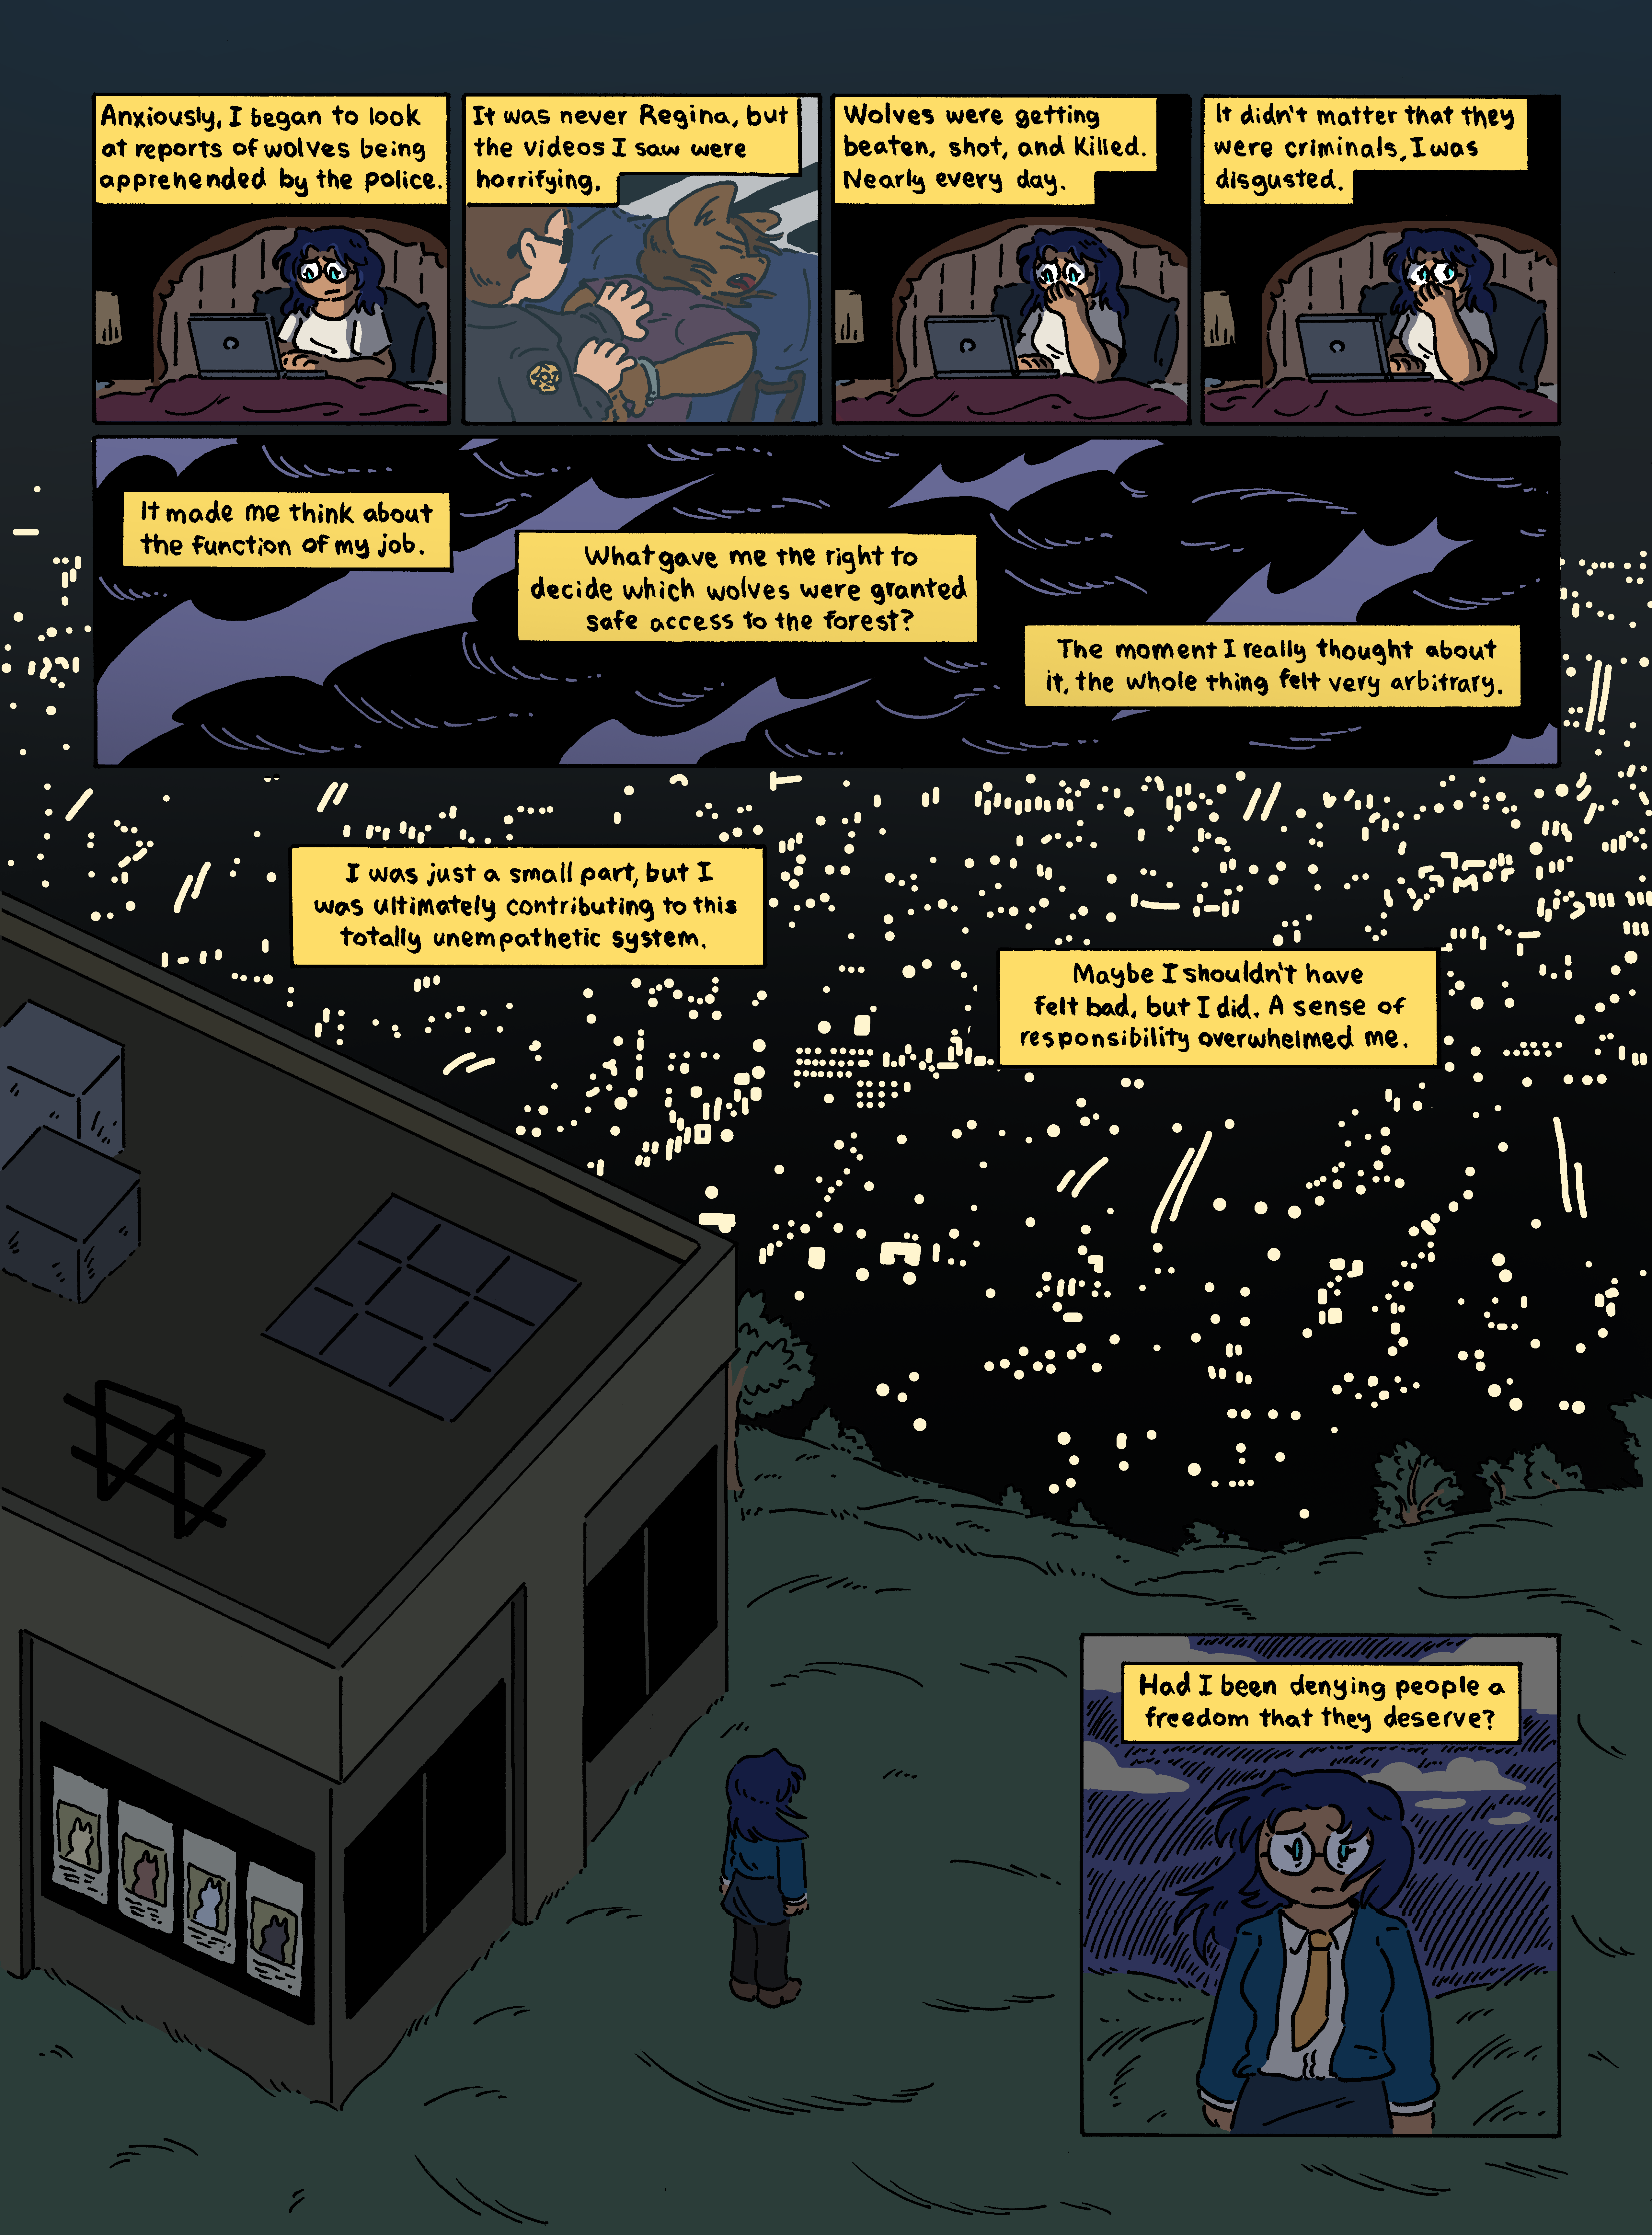 Anxiously, I began to look
at reports of wolves being
apprehended by the police.
It was never Regina, but
the videos I saw were
horrifying.
Wolves were getting
beaten, shot, and killed.
Nearly every day.
It didn't matter that they
were criminals, I was
disgusted.
It made me think about
the function of my job.
What gave me the right to
decide which wolves were granted
safe access to the forest?
The moment I really thought about
it, the whole thing felt very arbitrary.
I was just a small part, but I
was ultimately contributing to this
totally unempathetic system.
Maybe I shouldn't have
felt bad, but I did. A sense of
responsibility overwhelmed me.
Had I been denying people a
freedom that they deserve?